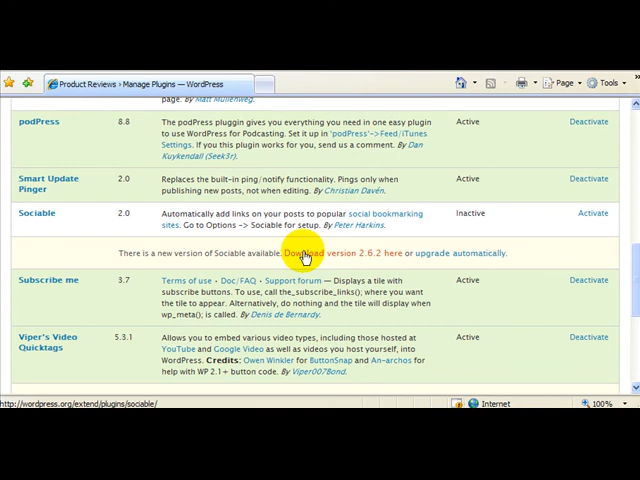 Product Reviews › Manage Plugins — WordPress
Page
Tools
page. By Matt Mullenweg.
podPress 8.8 The podPress pluggin gives you everything you need in one easy plugin Active Deactivate
to use WordPress for Podcasting. Set it up in 'podPress'->Feed/iTunes
Settings. If you this plugin works for you, send us a comment. By Dan
Kuykendall (Seek3r).
Smart Update 2.0 Replaces the built-in ping/notify functionality. Pings only when Active Deactivate
Pinger publishing new posts, not when editing. By Christian Davén.
Sociable 2.0 Automatically add links on your posts to popular social bookmarking Inactive Activate
sites. Go to Options -> Sociable for setup. By Peter Harkins.
There is a new version of Sociable available. Download version 2.6.2 here or upgrade automatically.
Subscribe me 3.7 Terms of use • Doc/FAQ • Support forum — Displays a tile with Active Deactivate
subscribe buttons. To use, call the_subscribe_links(); where you
want the tile to appear. Alternatively, do nothing and the tile will display when
wp_meta(); is called. By Denis de Bernardy.
Viper's Video 5.3.1 Allows you to embed various video types, including those hosted at Active Deactivate
Quicktags YouTube and Google Video as well as videos you host yourself, into
WordPress. Credits: Owen Winkler for ButtonSnap and An-archos for
help with WP 2.1+ button code. By Viper007Bond.
http://wordpress.org/extend/plugins/sociable/ Internet 100%